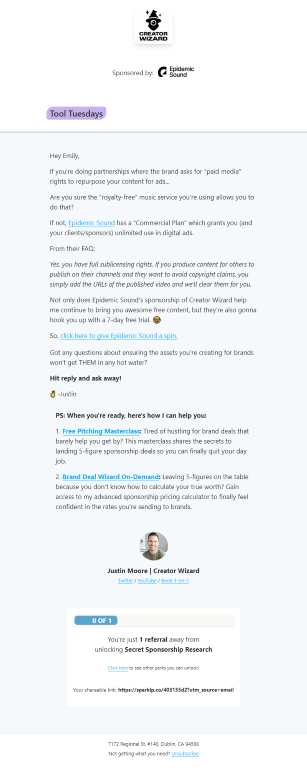 CREATOR
WIZARD
Sponsored by: Epidemic
Sound
Tool Tuesdays
Hey Emily,
If you're doing partnerships where the brand asks for "paid media"
rights to repurpose your content for ads...
Are you sure the "royalty-free" music service you're using allows you to
do that?
If not, Epidemic Sound has a "Commercial Plan" which grants you (and
your clients/sponsors) unlimited use in digital ads.
From their FAQ:
Yes, you have full sublicensing rights. If you produce content for others to
publish on their channels and they want to avoid copyright claims, you
simply add the URLs of the published video and we'll clear them for you.
Not only does Epidemic Sound's sponsorship of Creator Wizard help
me continue to bring you awesome free content, but they're also gonna
hook you up with a 7-day free trial. 🤓
So, click here to give Epidemic Sound a spin.
Got any questions about ensuring the assets you're creating for brands
won't get THEM in any hot water?
Hit reply and ask away!
✌ -Justin
PS: When you're ready, here's how I can help you:
1. Free Pitching Masterclass: Tired of hustling for brand deals that
barely help you get by? This masterclass shares the secrets to
landing 5-figure sponsorship deals so you can finally quit your day
job.
2. Brand Deal Wizard On-Demand: Leaving 5-figures on the table
because you don't know how to calculate your true worth? Gain
access to my advanced sponsorship pricing calculator to finally feel
confident in the rates you're sending to brands.
Justin Moore | Creator Wizard
Twitter / YouTube / Book 1-on-1
0 OF 1
You're just 1 referral away from
unlocking Secret Sponsorship Research
Click here to see other perks you can unlock!
Your shareable link: https://sparklp.co/403135d2?utm_source=email
7172 Regional St. #140, Dublin, CA 94568
Not getting what you need? Unsubscribe